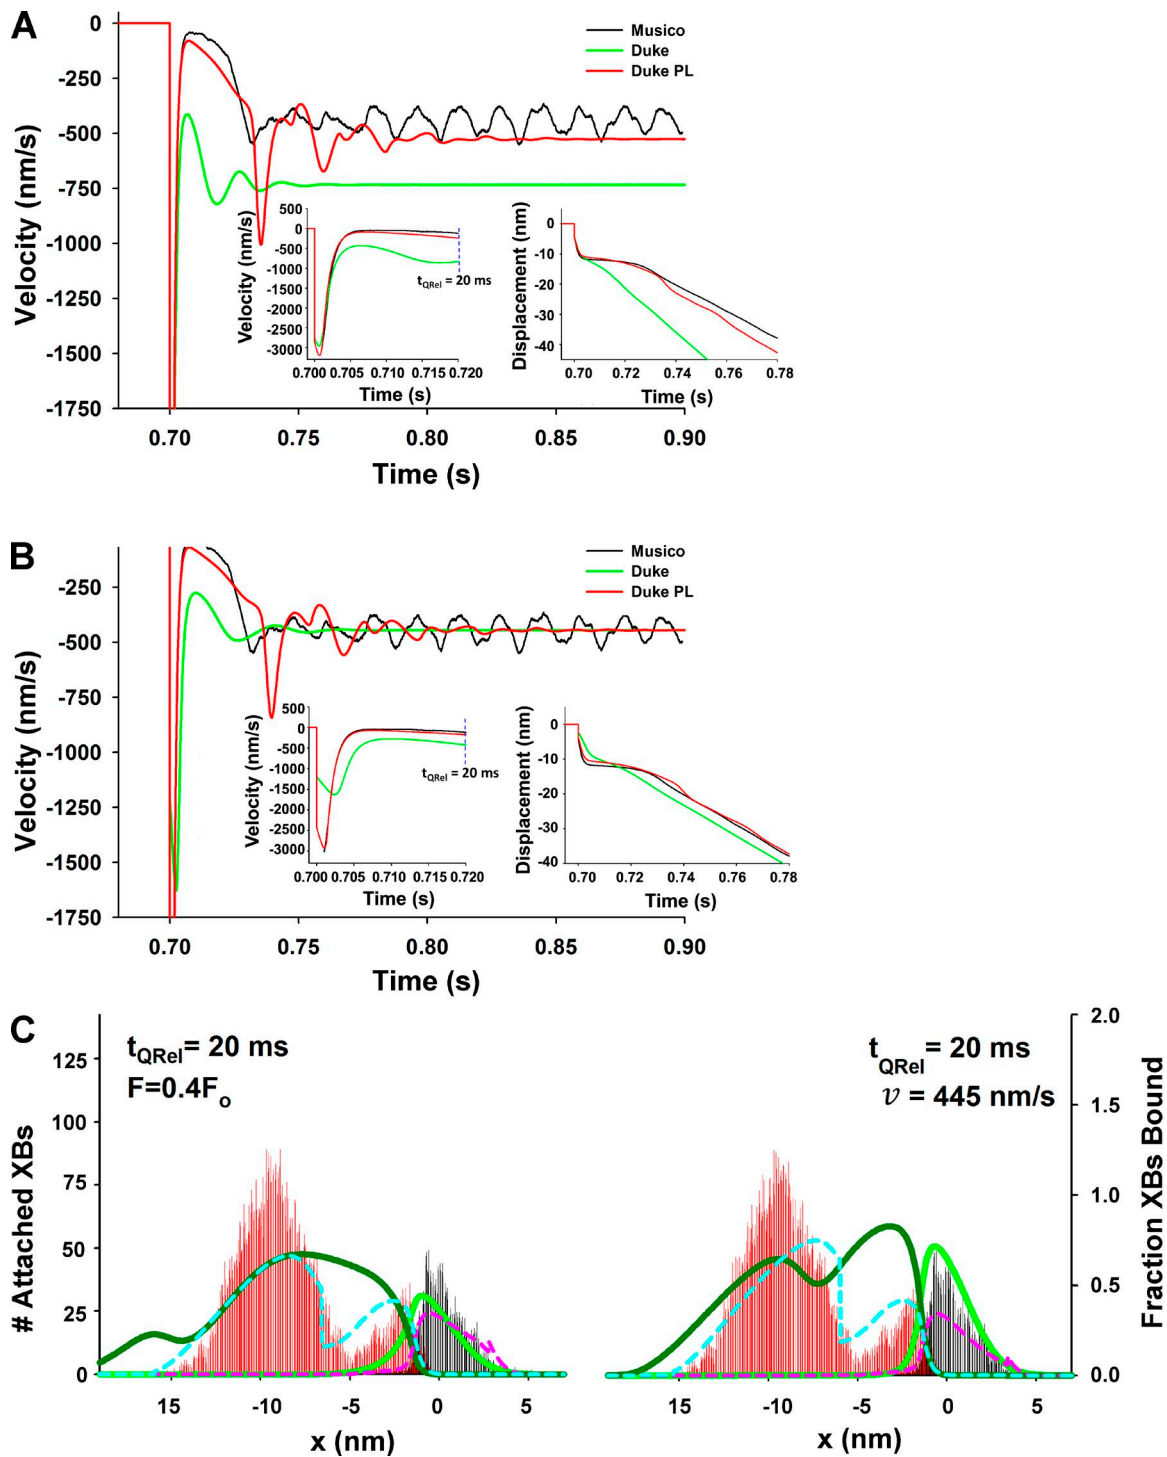 A
Musico
Duke
Duke PL
0
-250
-500
-750
-1000
-1250
-1500
-1750
Velocity (nm/s)
0.70
0.75
0.80
0.85
0.90
Time (s)
500
0
-500
-1000
-1500
-2000
-2500
-3000
Velocity (nm/s)
tQRel = 20 ms
0.700 0.705 0.710 0.715 0.720
Time (s)
0
-10
-20
-30
-40
Displacement (nm)
0.70 0.72 0.74 0.76 0.78
Time (s)
B
Musico
Duke
Duke PL
-250
-500
-750
-1000
-1250
-1500
-1750
Velocity (nm/s)
0.70
0.75
0.80
0.85
0.90
Time (s)
500
0
-500
-1000
-1500
-2000
-2500
-3000
Velocity (nm/s)
tQRel = 20 ms
0.700 0.705 0.710 0.715 0.720
Time (s)
0
-10
-20
-30
-40
Displacement (nm)
0.70 0.72 0.74 0.76 0.78
Time (s)
C
tQRel= 20 ms
F=0.4Fo
125
100
75
50
25
0
# Attached XBs
15 -10 -5 0 5
x (nm)
tQRel= 20 ms
v = 445 nm/s
2.0
1.5
1.0
0.5
0.0
Fraction XBs Bound
15 -10 -5 0 5
x (nm)